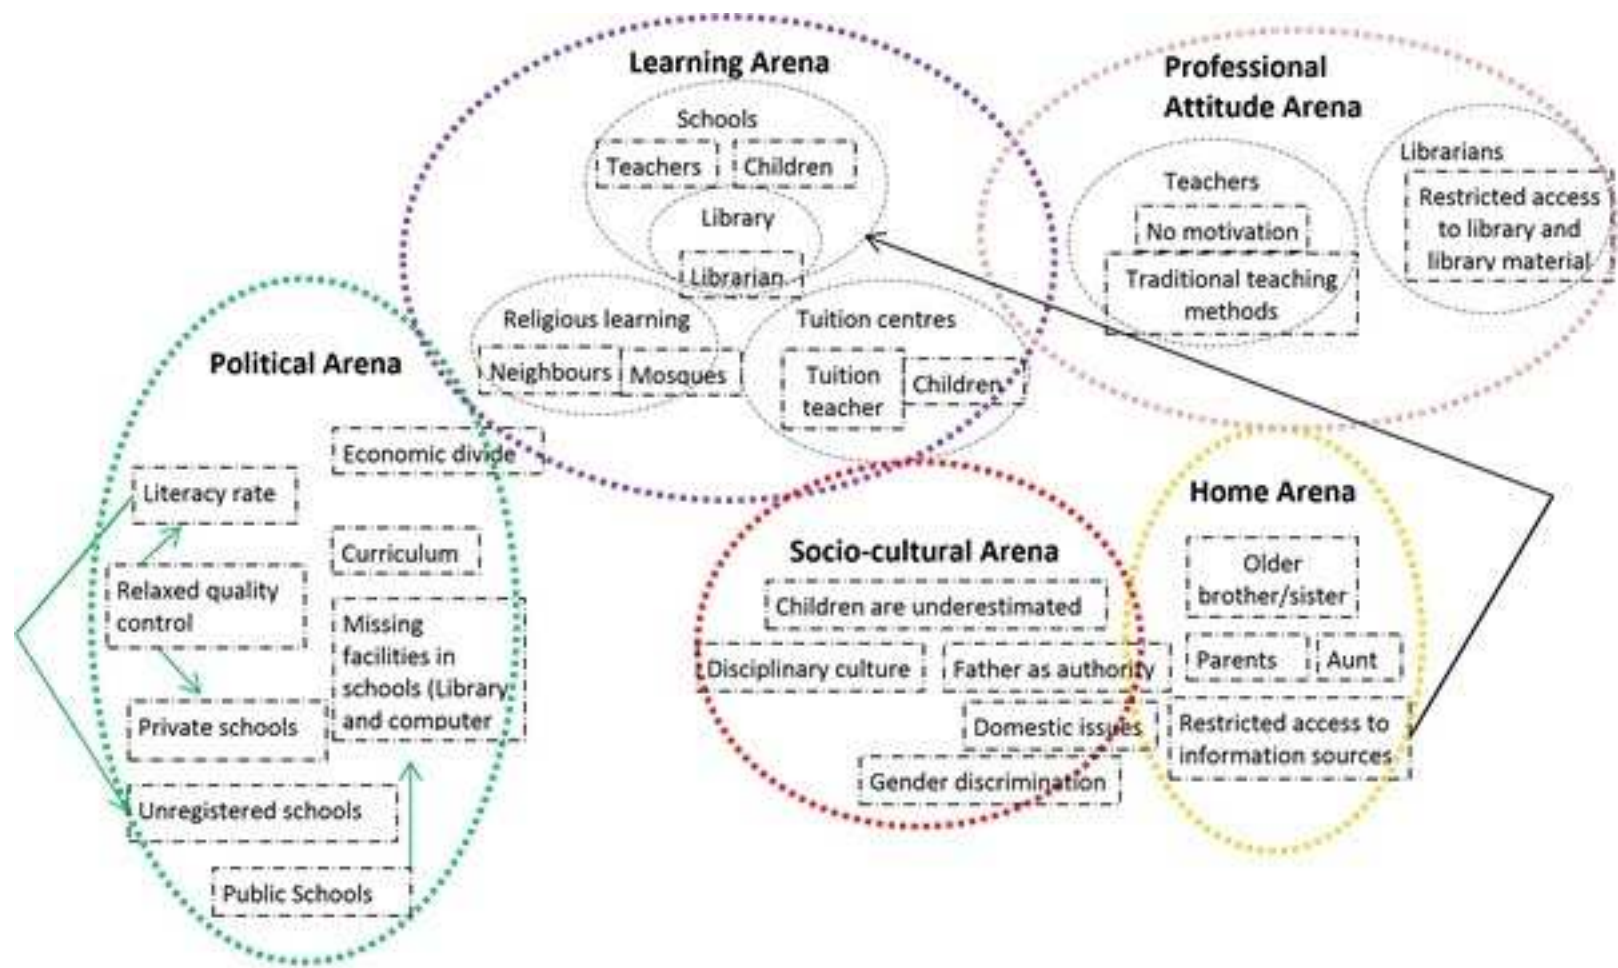 Learning Arena
Schools
Teachers
Children
Library
Librarian
Religious learning
Neighbours
Mosques
Tuition centres
Tuition
teacher
Children
Professional
Attitude Arena
Teachers
No motivation
Traditional teaching
methods
Librarians
Restricted access
to library and
library material
Political Arena
Economic divide
Literacy rate
Curriculum
Relaxed quality
control
Missing
facilities in
schools (Library
and computer
Private schools
Unregistered schools
Public Schools
Socio-cultural Arena
Children are underestimated
Disciplinary culture
Father as authority
Domestic issues
Gender discrimination
Home Arena
Older
brother/sister
Parents
Aunt
Restricted access to
information sources